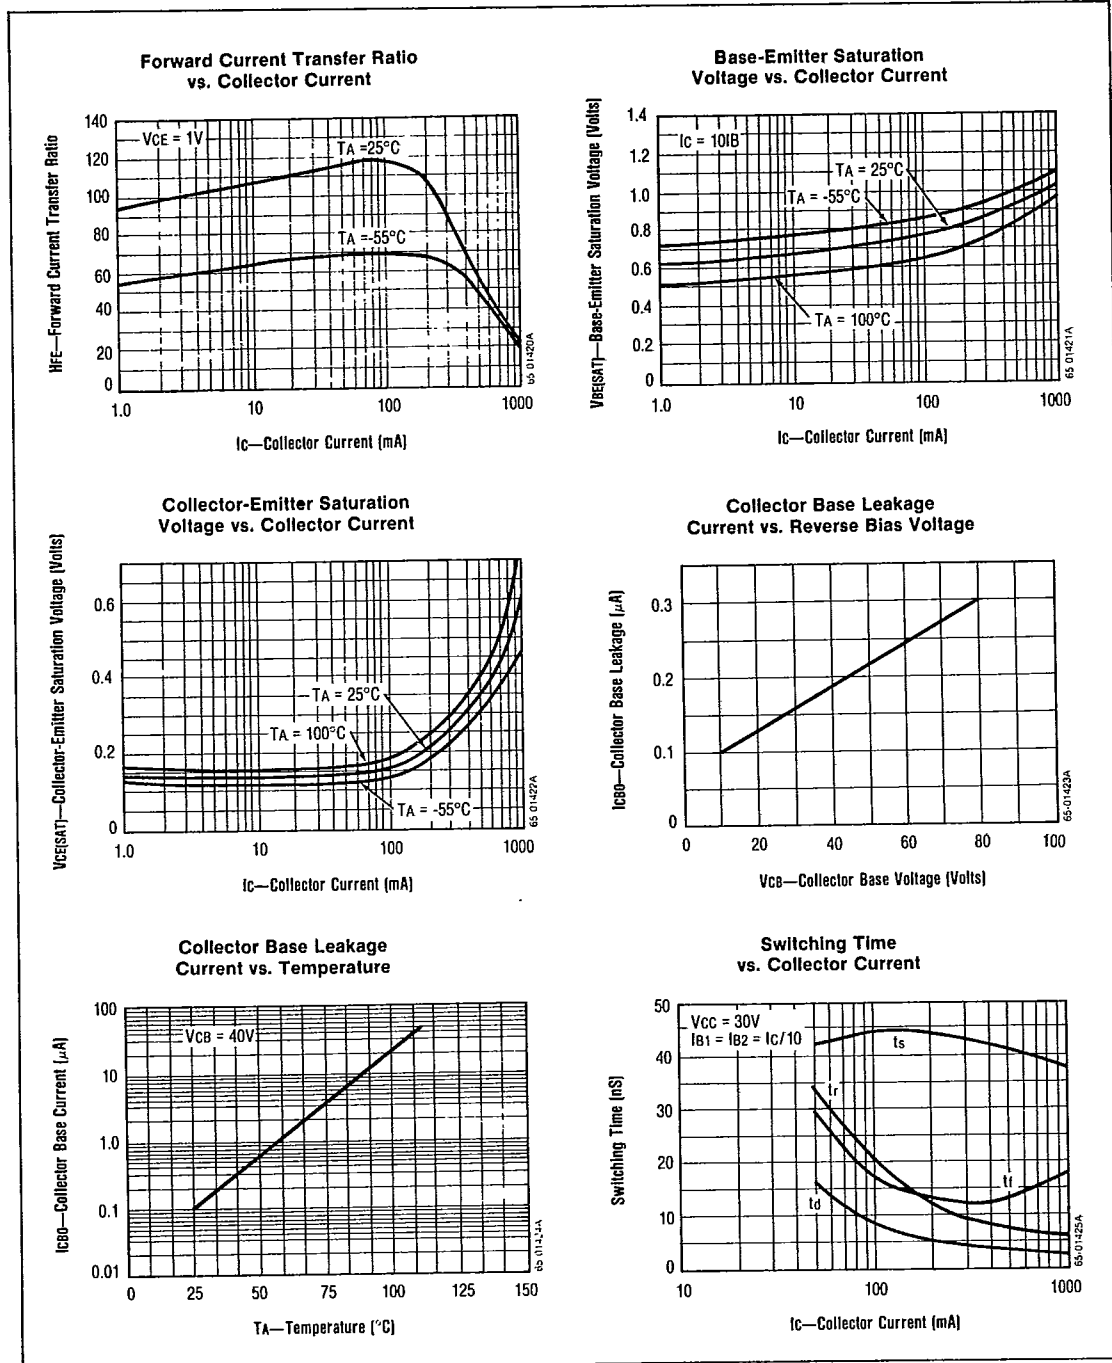 Forward Current Transfer Ratio
vs. Collector Current
HFE—Forward Current Transfer Ratio
140
120
100
80
60
40
20
0
VCE = 1V
TA =25°C
TA =-55°C
1.0
10
100
1000
65 01420A
IC—Collector Current (mA)
Base-Emitter Saturation
Voltage vs. Collector Current
VBE(SAT)—Base-Emitter Saturation Voltage (Volts)
1.4
1.2
1.0
0.8
0.6
0.4
0.2
0
IC = 10IB
TA = 25°C
TA = -55°C
TA = 100°C
1.0
10
100
1000
65 01421A
IC—Collector Current (mA)
Collector-Emitter Saturation
Voltage vs. Collector Current
VCE(SAT)—Collector-Emitter Saturation Voltage (Volts)
0.6
0.4
0.2
0
TA = 25°C
TA = 100°C
TA = -55°C
1.0
10
100
1000
65 01422A
IC—Collector Current (mA)
Collector Base Leakage
Current vs. Reverse Bias Voltage
ICBO—Collector Base Leakage (μA)
0.3
0.2
0.1
0
0
20
40
60
80
100
65-01423A
VCB—Collector Base Voltage (Volts)
Collector Base Leakage
Current vs. Temperature
ICBO—Collector Base Current (μA)
100
10
1.0
0.1
0.01
VCB = 40V
0
25
50
75
100
125
150
TA—Temperature (°C)
Switching Time
vs. Collector Current
Switching Time (nS)
50
40
30
20
10
0
VCC = 30V
IB1 = IB2 = IC/10
ts
tr
tf
td
10
100
1000
65-01425A
IC—Collector Current (mA)